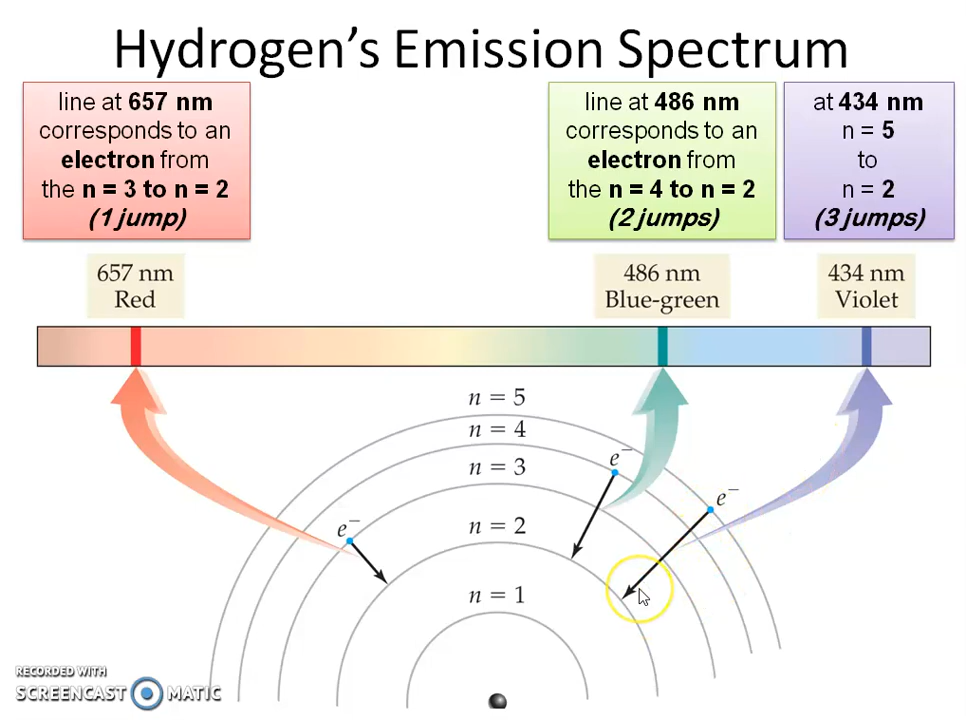 Hydrogen's Emission Spectrum
line at 657 nm
corresponds to an
electron from
the n = 3 to n = 2
(1 jump)
line at 486 nm
corresponds to an
electron from
the n = 4 to n = 2
(2 jumps)
at 434 nm
n = 5
to
n = 2
(3 jumps)
657 nm
Red
486 nm
Blue-green
434 nm
Violet
n = 5
n = 4
n = 3
n = 2
n = 1
e⁻
e⁻
e⁻
RECORDED WITH
SCREENCAST MATIC